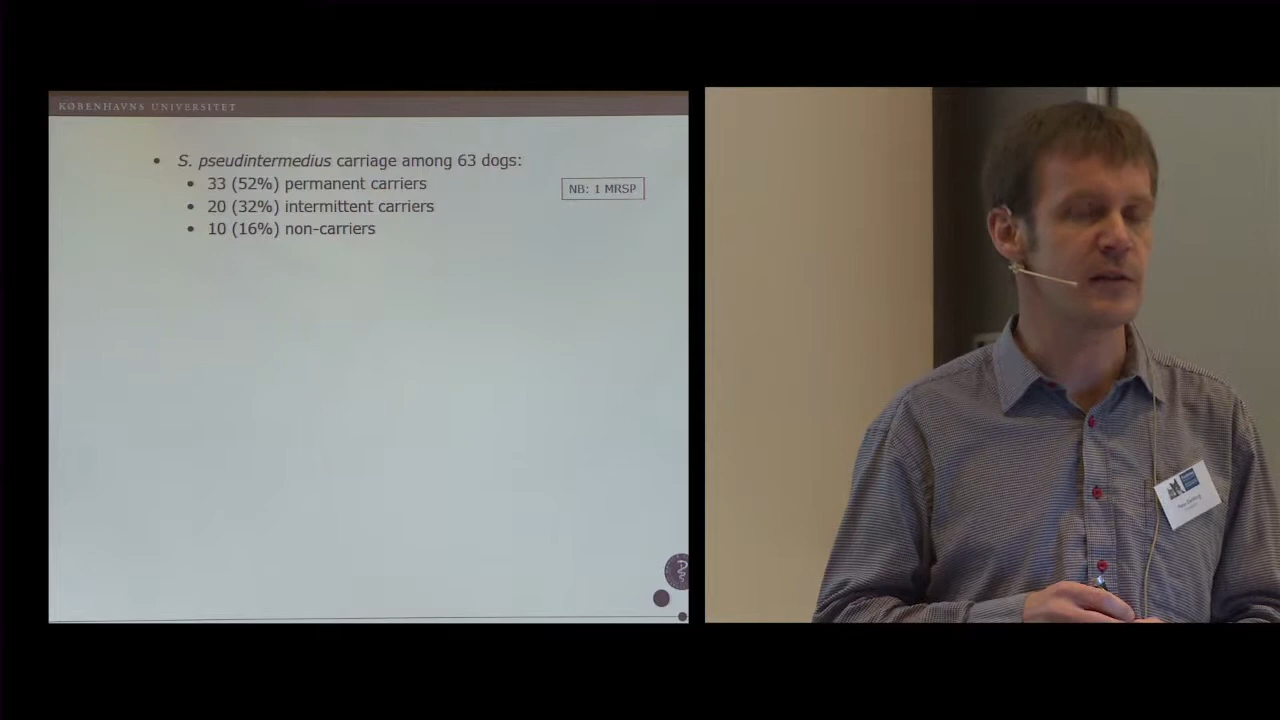 KØBENHAVNS UNIVERSITET
• S. pseudintermedius carriage among 63 dogs:
• 33 (52%) permanent carriers
NB: 1 MRSP
• 20 (32%) intermittent carriers
• 10 (16%) non-carriers